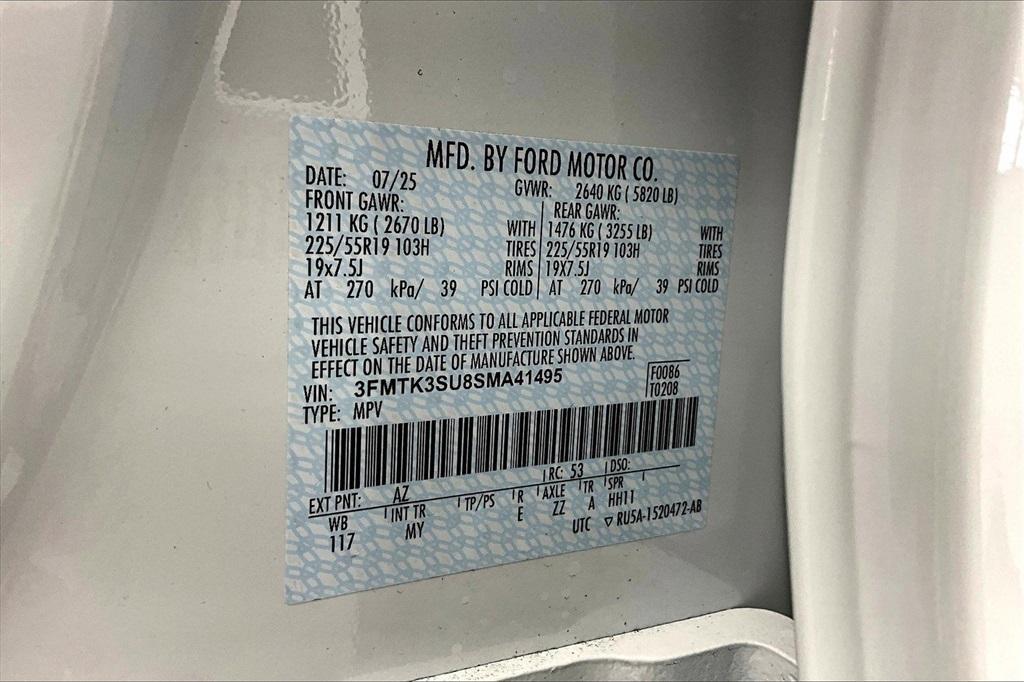 MFD. BY FORD MOTOR CO.
DATE: 07/25 GVWR: 2640 KG ( 5820 LB)
FRONT GAWR: REAR GAWR:
1211 KG ( 2670 LB) WITH 1476 KG ( 3255 LB) WITH
225/55R19 103H TIRES 225/55R19 103H TIRES
19x7.5J RIMS 19X7.5J RIMS
AT 270 kPa/ 39 PSI COLD AT 270 kPa/ 39 PSI COLD
THIS VEHICLE CONFORMS TO ALL APPLICABLE FEDERAL MOTOR
VEHICLE SAFETY AND THEFT PREVENTION STANDARDS IN
EFFECT ON THE DATE OF MANUFACTURE SHOWN ABOVE.
VIN: 3FMTK3SU8SMA41495 F0086
TYPE: MPV T0208
EXT PNT: AZ RC: 53 DSO:
WB INT TR TP/PS R AXLE TR SPR
117 MY E ZZ A HH11
UTC ▽ RU5A-1520472-AB